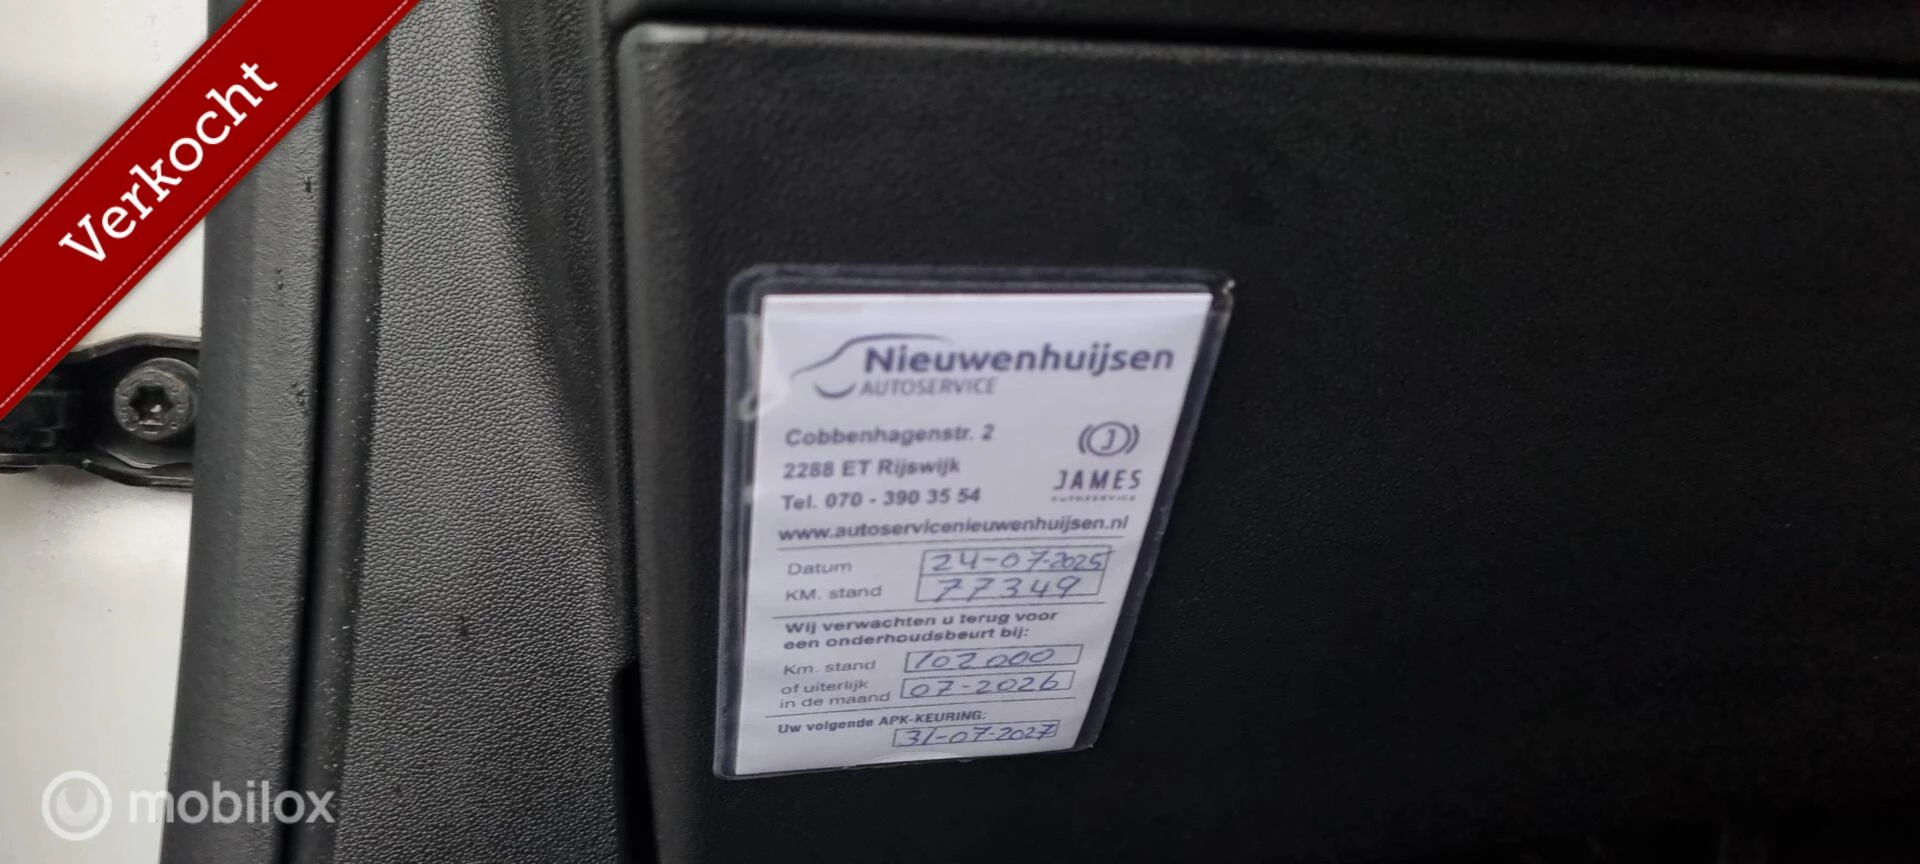 Verkocht
Nieuwenhuijsen
AUTOSERVICE
Cobbenhagenstr. 2
2288 ET Rijswijk
Tel. 070 - 390 35 54
J
JAMES
AUTOSERVICE
www.autoservicenieuwenhuijsen.nl
Datum 24-07-2025
KM. stand 77349
Wij verwachten u terug voor
een onderhoudsbeurt bij:
Km. stand 102000
of uiterlijk
in de maand 07-2026
Uw volgende APK-KEURING:
31-07-2027
mobilox